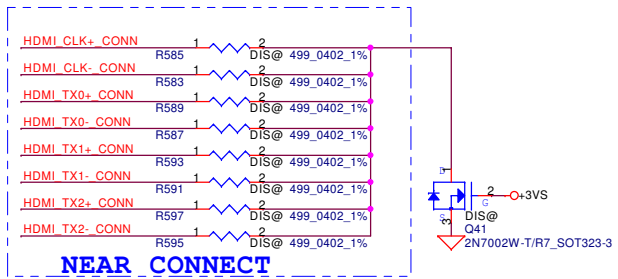 HDMI_CLK+_CONN 1 2
R585 DIS@ 499_0402_1%
HDMI_CLK-_CONN 1 2
R583 DIS@ 499_0402_1%
HDMI_TX0+_CONN 1 2
R589 DIS@ 499_0402_1%
HDMI_TX0-_CONN 1 2
R587 DIS@ 499_0402_1%
HDMI_TX1+_CONN 1 2
R593 DIS@ 499_0402_1%
HDMI_TX1-_CONN 1 2
R591 DIS@ 499_0402_1%
HDMI_TX2+_CONN 1 2
R597 DIS@ 499_0402_1%
HDMI_TX2-_CONN 1 2
R595 DIS@ 499_0402_1%
NEAR CONNECT
D
2 +3VS
G
S 3 DIS@
Q41
2N7002W-T/R7_SOT323-3